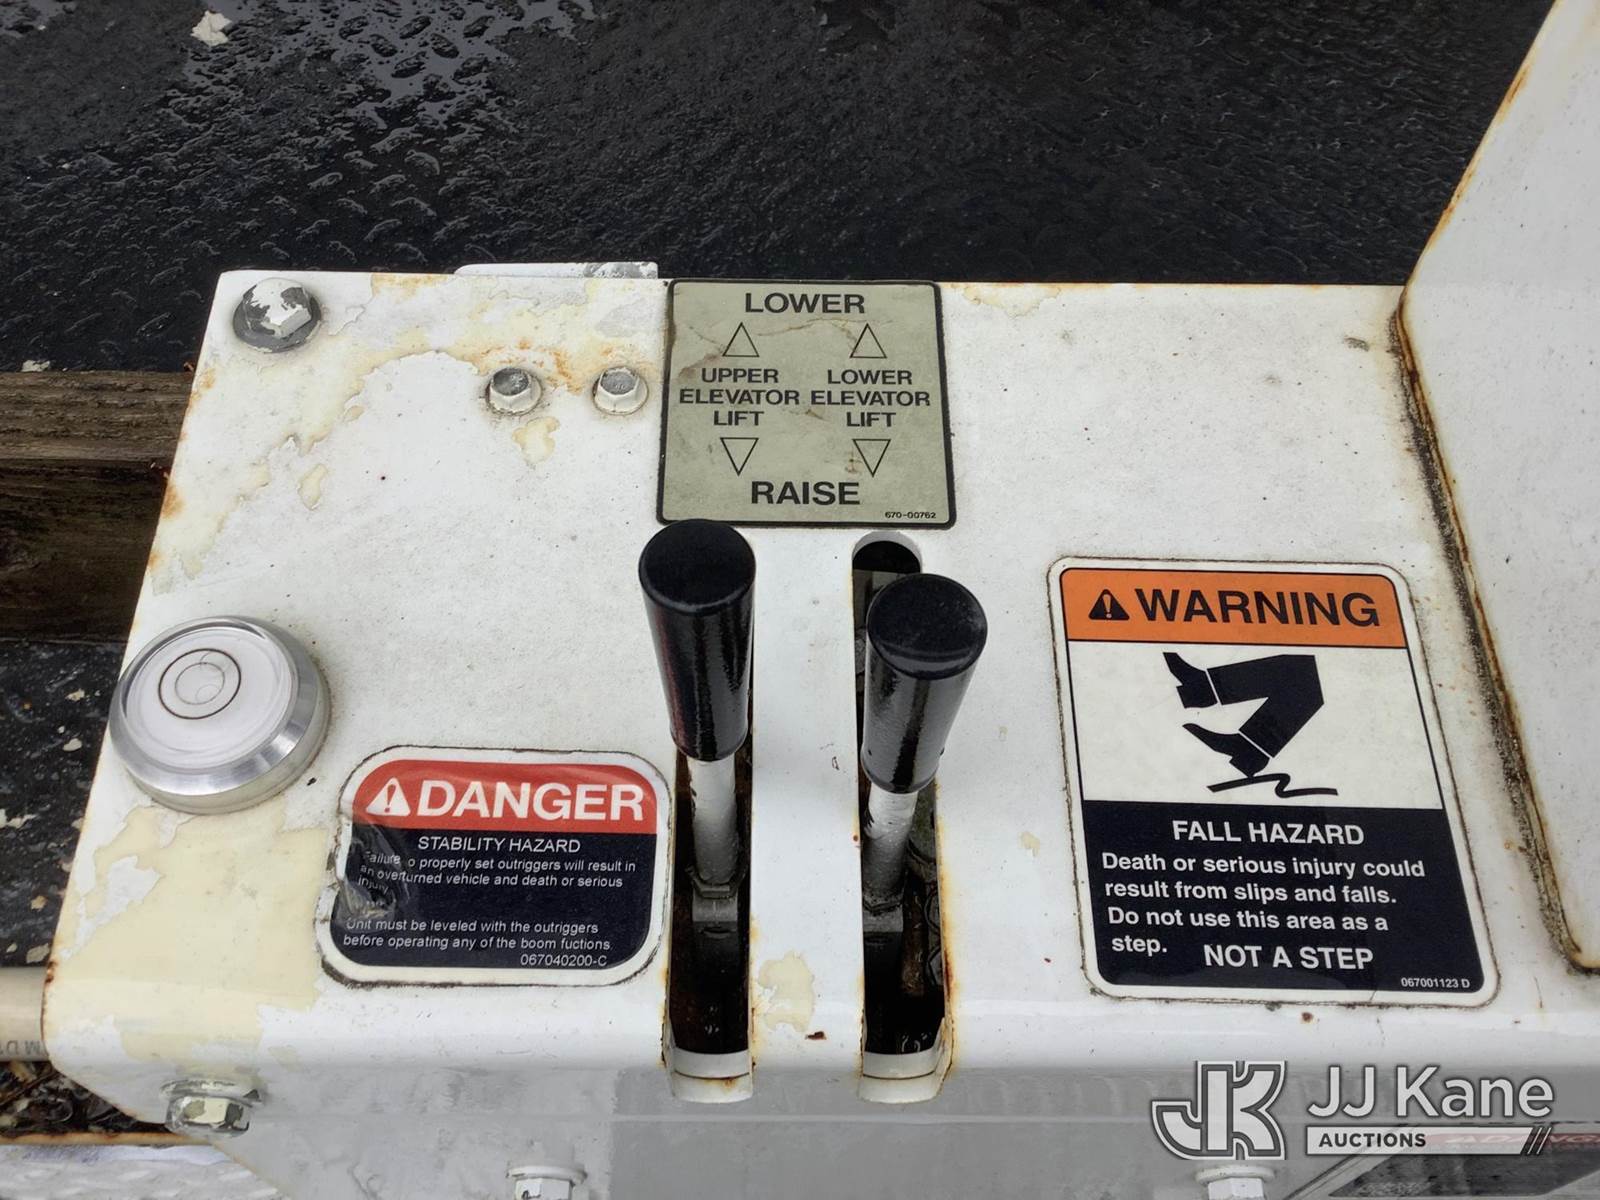 LOWER
UPPER ELEVATOR LIFT
LOWER ELEVATOR LIFT
RAISE
670-00762
WARNING
FALL HAZARD
Death or serious injury could
result from slips and falls.
Do not use this area as a
step.
NOT A STEP
067001123 D
DANGER
STABILITY HAZARD
Failure o properly set outriggers will result in
an overturned vehicle and death or serious
injury
Unit must be leveled with the outriggers
before operating any of the boom fuctions.
067040200-C
JK JJ Kane
AUCTIONS